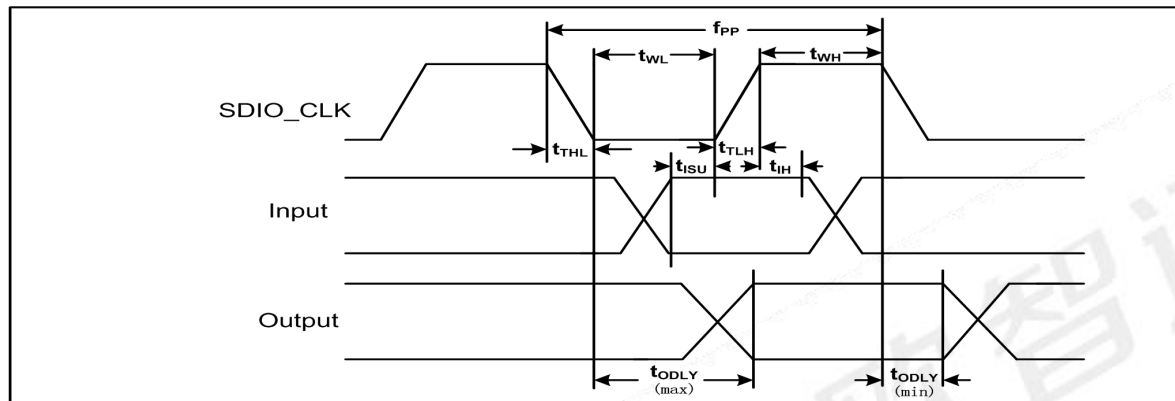 fPP
tWL
tWH
SDIO_CLK
tTHL
tTLH
tISU
tIH
Input
Output
tODLY
(max)
tODLY
(min)